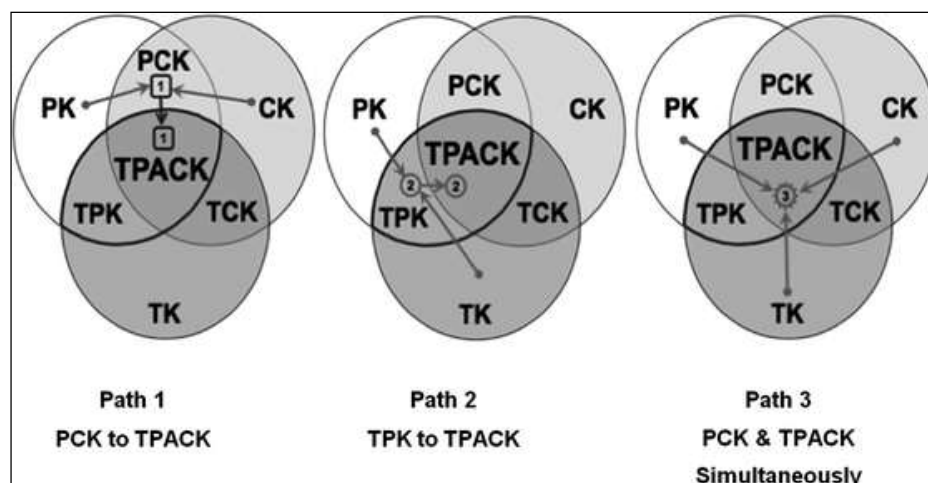 PCK
1
PK
CK
1
TPACK
TPK
TCK
TK
Path 1
PCK to TPACK
PCK
PK
CK
TPACK
2
2
TPK
TCK
TK
Path 2
TPK to TPACK
PCK
PK
CK
TPACK
3
TPK
TCK
TK
Path 3
PCK & TPACK
Simultaneously